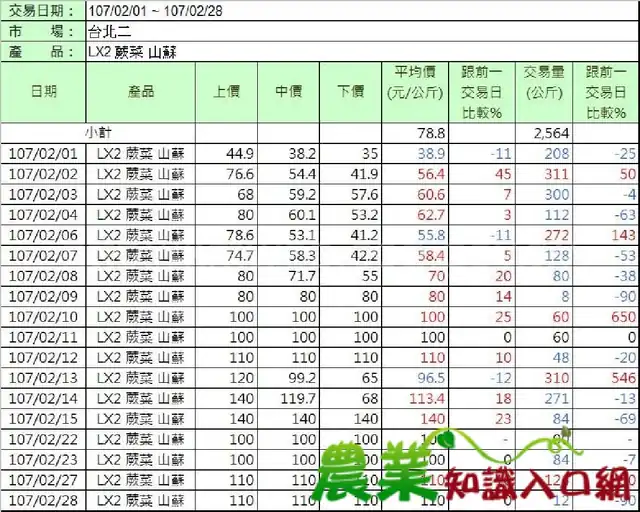 交易日期： 107/02/01 ~ 107/02/28
市 場： 台北二
產 品： LX2 蕨菜 山蘇
日期 產品 上價 中價 下價 平均價 (元/公斤) 跟前一交易日比較% 交易量 (公斤) 跟前一交易日比較%
小計 78.8 2,564
107/02/01 LX2 蕨菜 山蘇 44.9 38.2 35 38.9 -11 208 -25
107/02/02 LX2 蕨菜 山蘇 76.6 54.4 41.9 56.4 45 311 50
107/02/03 LX2 蕨菜 山蘇 68 59.2 57.6 60.6 7 300 -4
107/02/04 LX2 蕨菜 山蘇 80 60.1 53.2 62.7 3 112 -63
107/02/06 LX2 蕨菜 山蘇 78.6 53.1 41.2 55.8 -11 272 143
107/02/07 LX2 蕨菜 山蘇 74.7 58.3 42.2 58.4 5 128 -53
107/02/08 LX2 蕨菜 山蘇 80 71.7 55 70 20 80 -38
107/02/09 LX2 蕨菜 山蘇 80 80 80 80 14 8 -90
107/02/10 LX2 蕨菜 山蘇 100 100 100 100 25 60 650
107/02/11 LX2 蕨菜 山蘇 100 100 100 100 0 60 0
107/02/12 LX2 蕨菜 山蘇 110 110 110 110 10 48 -20
107/02/13 LX2 蕨菜 山蘇 120 99.2 65 96.5 -12 310 546
107/02/14 LX2 蕨菜 山蘇 140 119.7 68 113.4 18 271 -13
107/02/15 LX2 蕨菜 山蘇 140 140 140 140 23 84 -69
107/02/22 LX2 蕨菜 山蘇 100 100 100 100 - -
107/02/23 LX2 蕨菜 山蘇 100 100 100 0 84 -7
107/02/27 LX2 蕨菜 山蘇 110 110 110
107/02/28 LX2 蕨菜 山蘇 110 110 110 110 0 12 -90
農業知識入口網